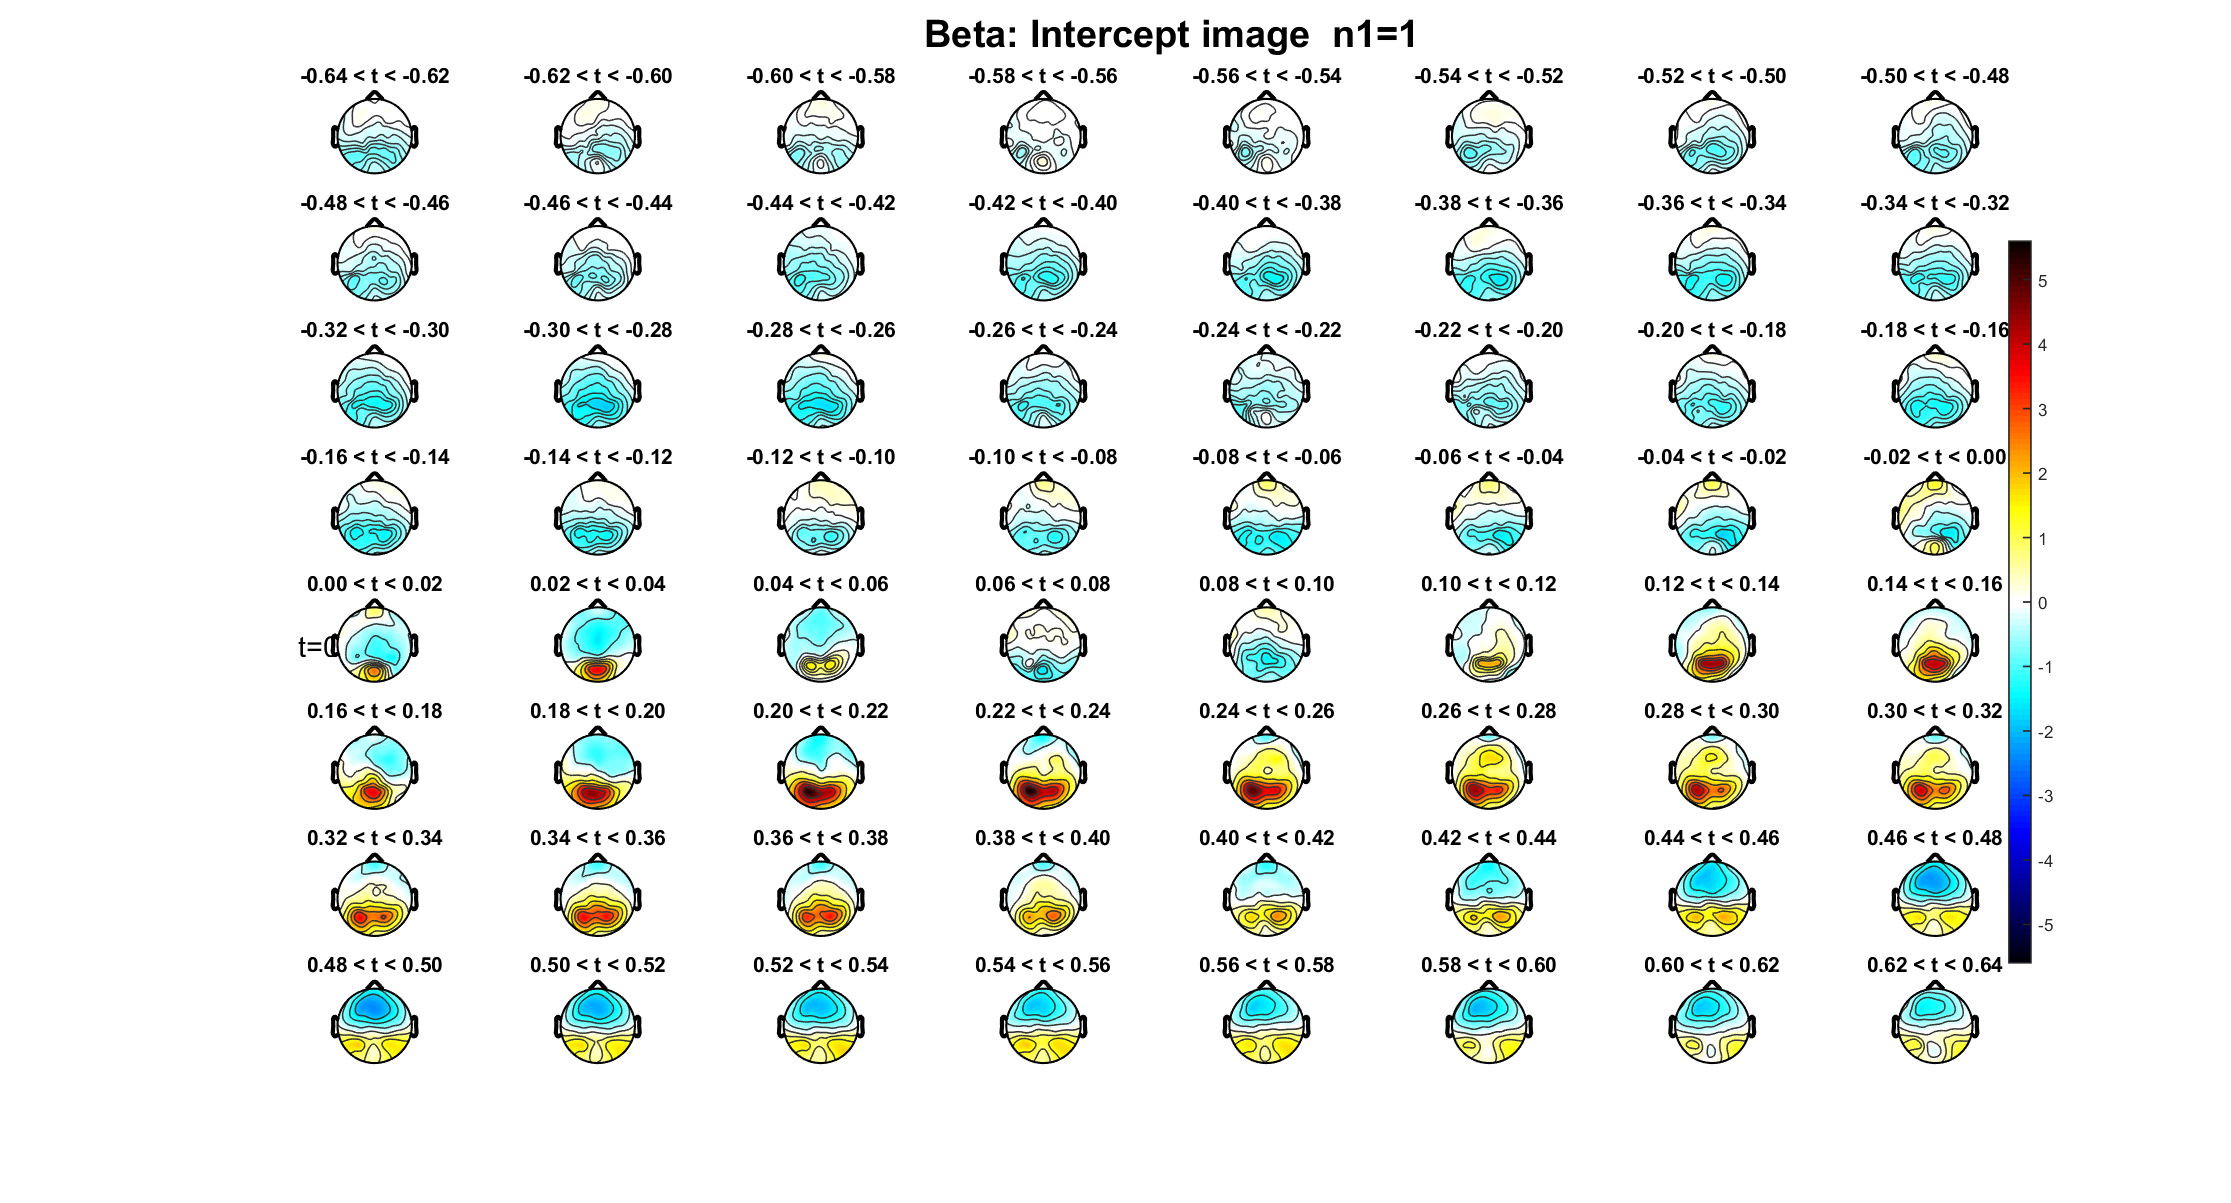 Beta: Intercept image  n1=1
-0.64 < t < -0.62 -0.62 < t < -0.60 -0.60 < t < -0.58 -0.58 < t < -0.56 -0.56 < t < -0.54 -0.54 < t < -0.52 -0.52 < t < -0.50 -0.50 < t < -0.48
-0.48 < t < -0.46 -0.46 < t < -0.44 -0.44 < t < -0.42 -0.42 < t < -0.40 -0.40 < t < -0.38 -0.38 < t < -0.36 -0.36 < t < -0.34 -0.34 < t < -0.32
-0.32 < t < -0.30 -0.30 < t < -0.28 -0.28 < t < -0.26 -0.26 < t < -0.24 -0.24 < t < -0.22 -0.22 < t < -0.20 -0.20 < t < -0.18 -0.18 < t < -0.16
-0.16 < t < -0.14 -0.14 < t < -0.12 -0.12 < t < -0.10 -0.10 < t < -0.08 -0.08 < t < -0.06 -0.06 < t < -0.04 -0.04 < t < -0.02 -0.02 < t < 0.00
0.00 < t < 0.02 0.02 < t < 0.04 0.04 < t < 0.06 0.06 < t < 0.08 0.08 < t < 0.10 0.10 < t < 0.12 0.12 < t < 0.14 0.14 < t < 0.16
t=0
0.16 < t < 0.18 0.18 < t < 0.20 0.20 < t < 0.22 0.22 < t < 0.24 0.24 < t < 0.26 0.26 < t < 0.28 0.28 < t < 0.30 0.30 < t < 0.32
0.32 < t < 0.34 0.34 < t < 0.36 0.36 < t < 0.38 0.38 < t < 0.40 0.40 < t < 0.42 0.42 < t < 0.44 0.44 < t < 0.46 0.46 < t < 0.48
0.48 < t < 0.50 0.50 < t < 0.52 0.52 < t < 0.54 0.54 < t < 0.56 0.56 < t < 0.58 0.58 < t < 0.60 0.60 < t < 0.62 0.62 < t < 0.64
5
4
3
2
1
0
-1
-2
-3
-4
-5